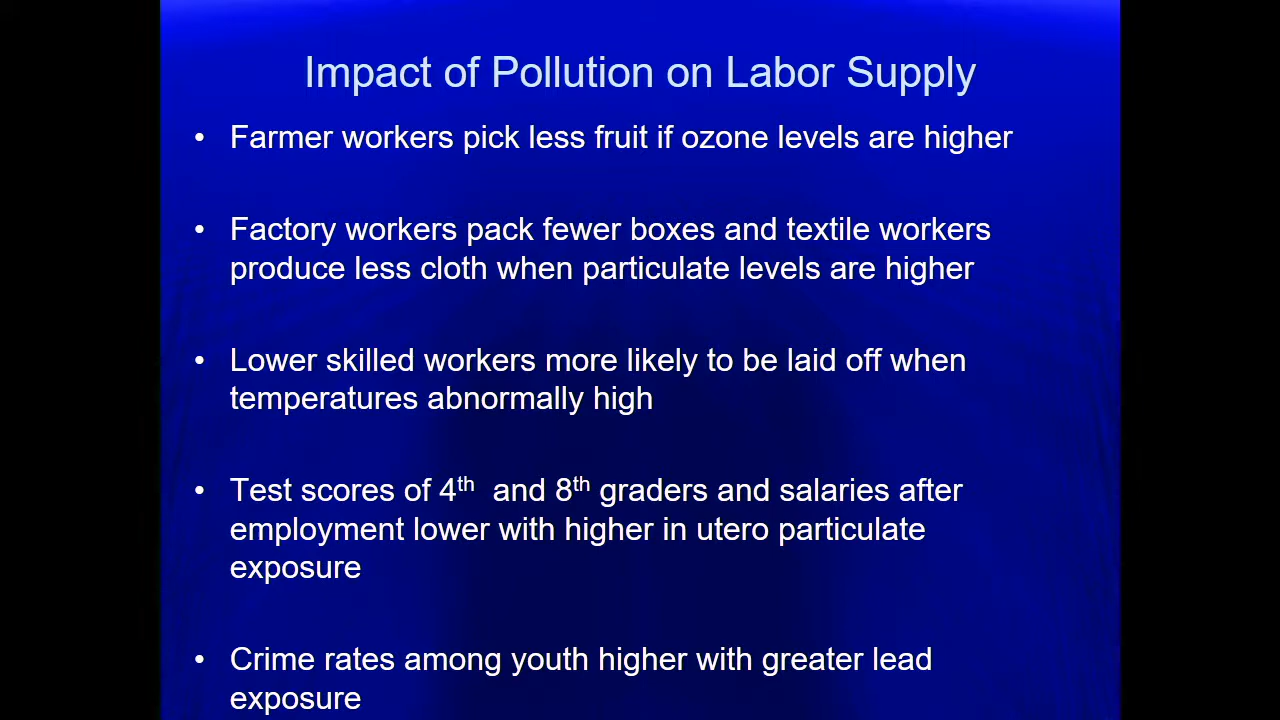 Impact of Pollution on Labor Supply
• Farmer workers pick less fruit if ozone levels are higher
• Factory workers pack fewer boxes and textile workers
produce less cloth when particulate levels are higher
• Lower skilled workers more likely to be laid off when
temperatures abnormally high
• Test scores of 4th and 8th graders and salaries after
employment lower with higher in utero particulate
exposure
• Crime rates among youth higher with greater lead
exposure